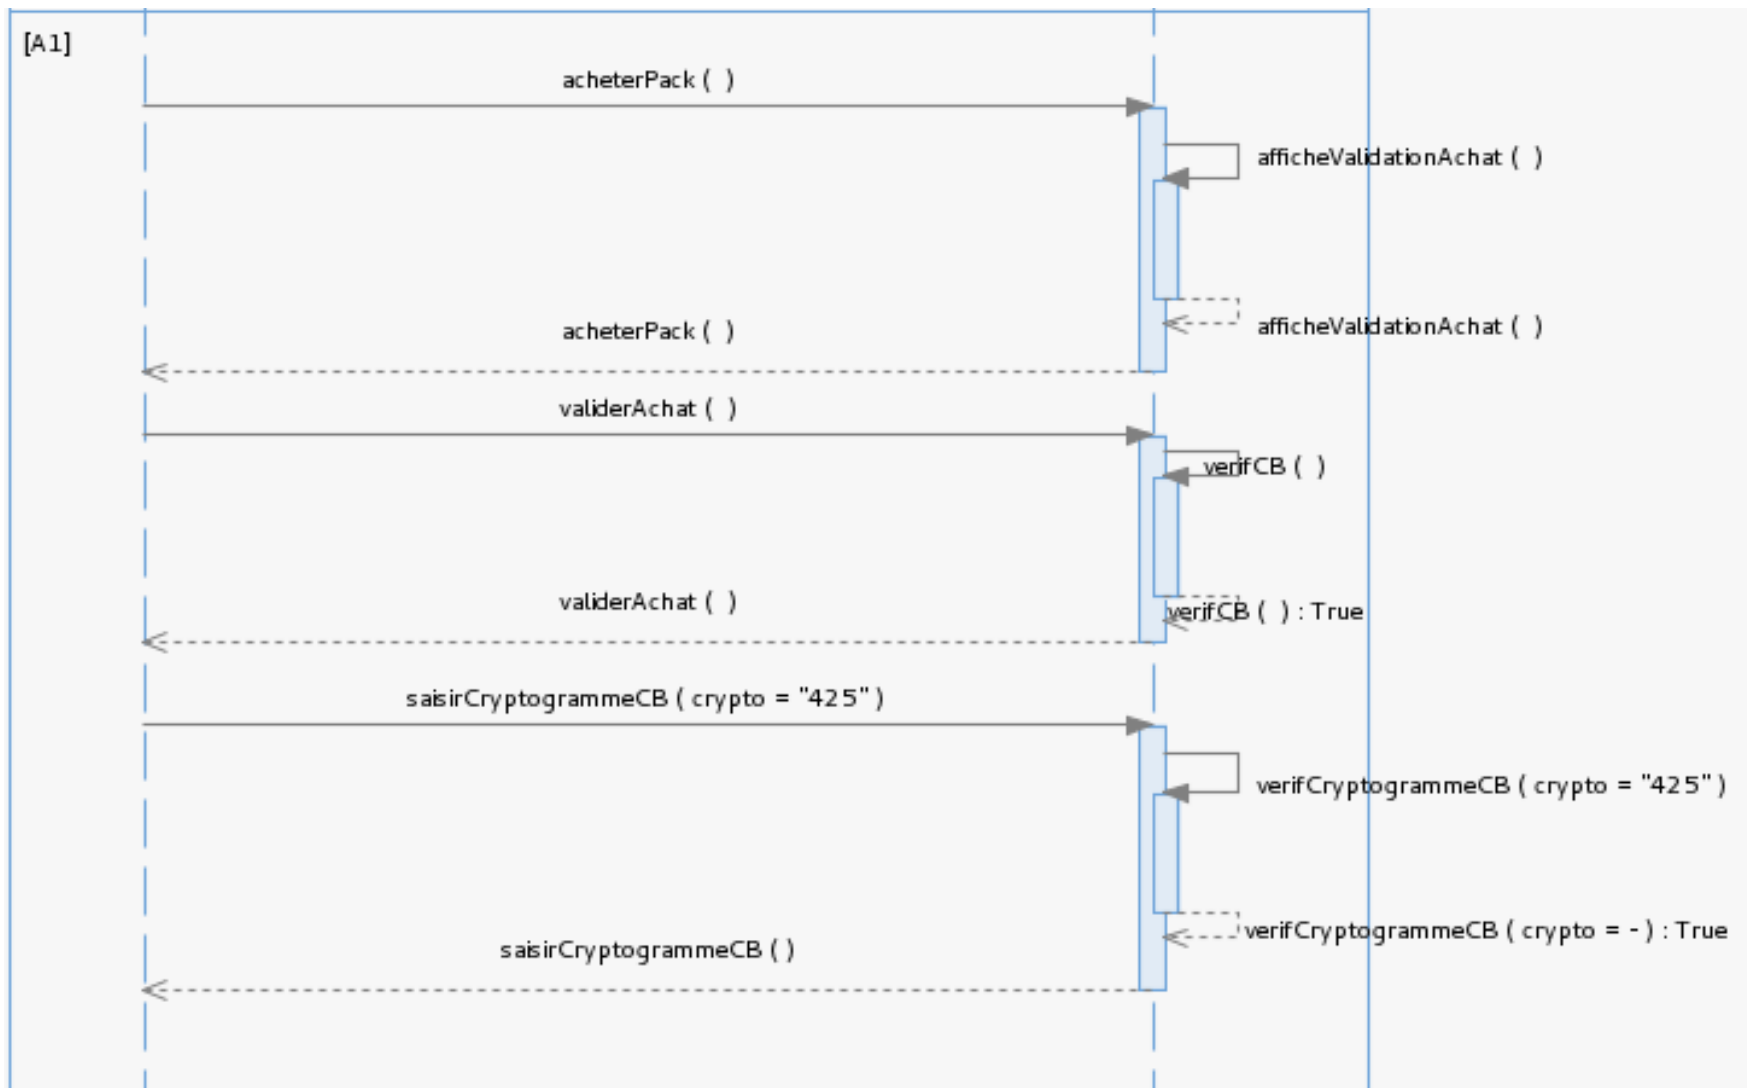 [A1]
acheterPack ( )
afficheValidationAchat ( )
acheterPack ( )
afficheValidationAchat ( )
validerAchat ( )
verifCB ( )
validerAchat ( )
verifCB ( ) : True
saisirCryptogrammeCB ( crypto = "425" )
verifCryptogrammeCB ( crypto = "425" )
verifCryptogrammeCB ( crypto = - ) : True
saisirCryptogrammeCB ( )